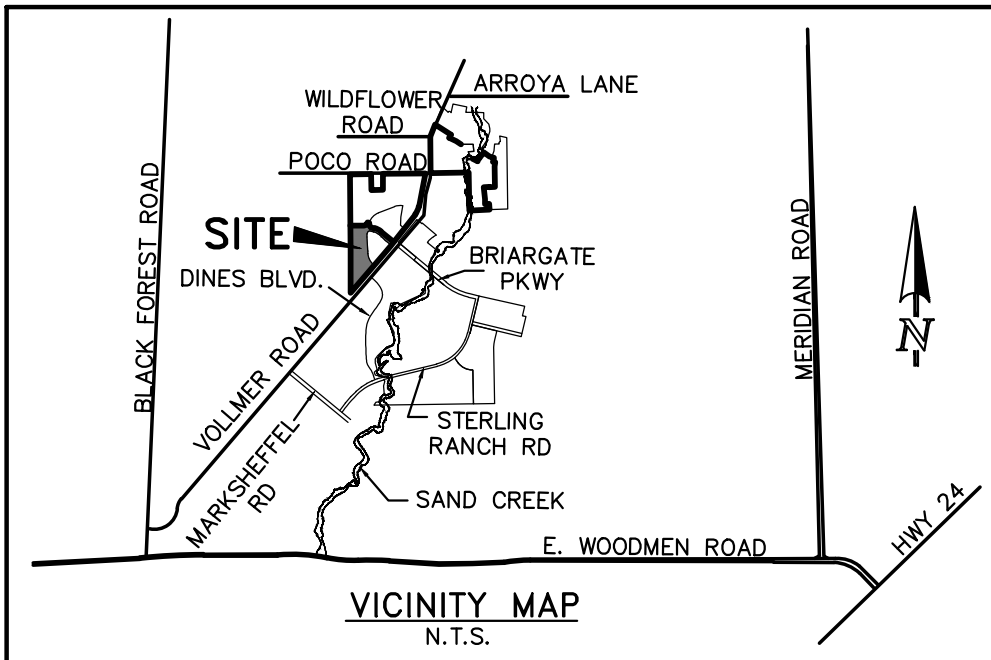 ARROYA LANE
WILDFLOWER
ROAD
POCO ROAD
BLACK FOREST ROAD
SITE
DINES BLVD.
BRIARGATE
PKWY
MERIDIAN ROAD
N
VOLLMER ROAD
MARKSHEFFEL
RD
STERLING
RANCH RD
SAND CREEK
E. WOODMEN ROAD
HWY 24
VICINITY MAP
N.T.S.